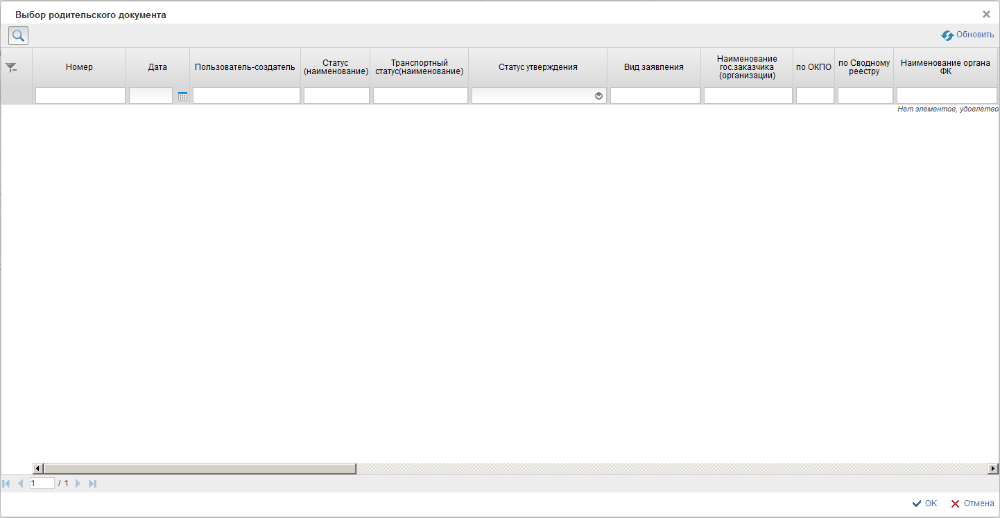 Выбор родительского документа
Обновить
Номер
Дата
Пользователь-создатель
Статус
(наименование)
Транспортный
статус(наименование)
Статус утверждения
Вид заявления
Наименование
гос.заказчика
(организации)
по ОКПО
по Сводному
реестру
Наименование органа
ФК
Нет элементов, удовлетво
1 / 1
OK
Отмена